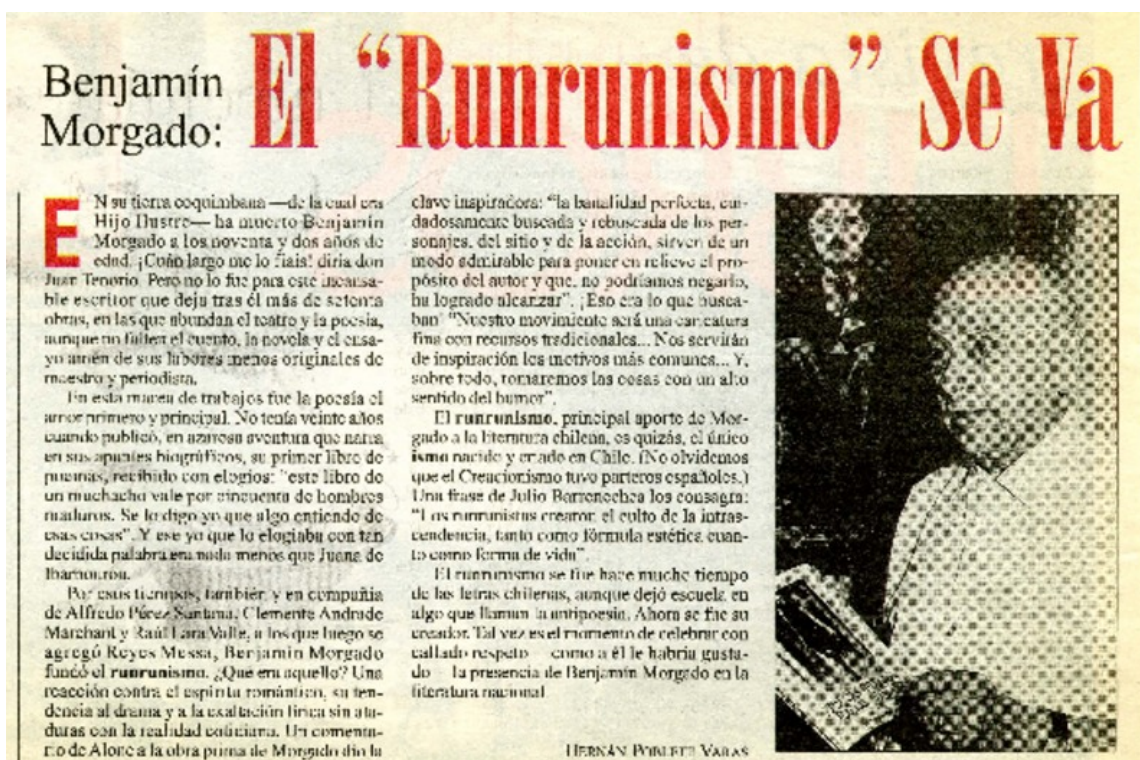 Benjamín
Morgado:
El “Runrunismo” Se Va
EN su tierra coquimbana —de la cual era
Hijo Ilustre— ha muerto Benjamín
Morgado a los noventa y dos años de
edad. ¡Cuán largo me lo fiais! diría don
Juan Tenorio. Pero no lo fue para este incansa-
ble escritor que deja tras él más de setenta
obras, en las que abundan el teatro y la poesía,
aunque no falten el cuento, la novela y el ensa-
yo amén de sus labores menos originales de
maestro y periodista.
En esta marea de trabajos fue la poesía el
amor primero y principal. No tenía veinte años
cuando publicó, en azarosa aventura que narra
en sus apuntes biográficos, su primer libro de
poemas, recibido con elogios: “este libro de
un muchacho vale por cincuenta de hombres
maduros. Se lo digo yo que algo entiendo de
esas cosas”. Y ese yo que lo elogiaba con tan
decidida palabra era nada menos que Juana de
Ibarbourou.
Por esos tiempos, también y en compañía
de Alfredo Pérez Santana, Clemente Andrade
Marchant y Raúl Lara Valle, a los que luego se
agregó Reyes Messa, Benjamín Morgado
fundó el runrunismo. ¿Qué era aquello? Una
reacción contra el espíritu romántico, su ten-
dencia al drama y a la exaltación lírica sin ata-
duras con la realidad cotidiana. Un comenta-
rio de Alone a la obra prima de Morgado dio la
clave inspiradora: “la banalidad perfecta, cui-
dadosamente buscada y rebuscada de los per-
sonajes, del sitio y de la acción, sirven de un
modo admirable para poner en relieve el pro-
pósito del autor y que, no podríamos negarlo,
ha logrado alcanzar”. ¡Eso era lo que busca-
ban! “Nuestro movimiento será una caricatura
fina con recursos tradicionales... Nos servirán
de inspiración los motivos más comunes... Y,
sobre todo, tomaremos las cosas con un alto
sentido del humor”.
El runrunismo, principal aporte de Mor-
gado a la literatura chilena, es quizás, el único
ismo nacido y criado en Chile. (No olvidemos
que el Creacionismo tuvo parteros españoles.)
Una frase de Julio Barrenechea los consagra:
“Los runrunistas crearon el culto de la intras-
cendencia, tanto como fórmula estética cuan-
to como forma de vida”.
El runrunismo se fue hace mucho tiempo
de las letras chilenas, aunque dejó escuela en
algo que llaman la antipoesía. Ahora se fue su
creador. Tal vez es el momento de celebrar con
callado respeto — como a él le habría gusta-
do — la presencia de Benjamín Morgado en la
literatura nacional.
HERNÁN POBLETE VARAS